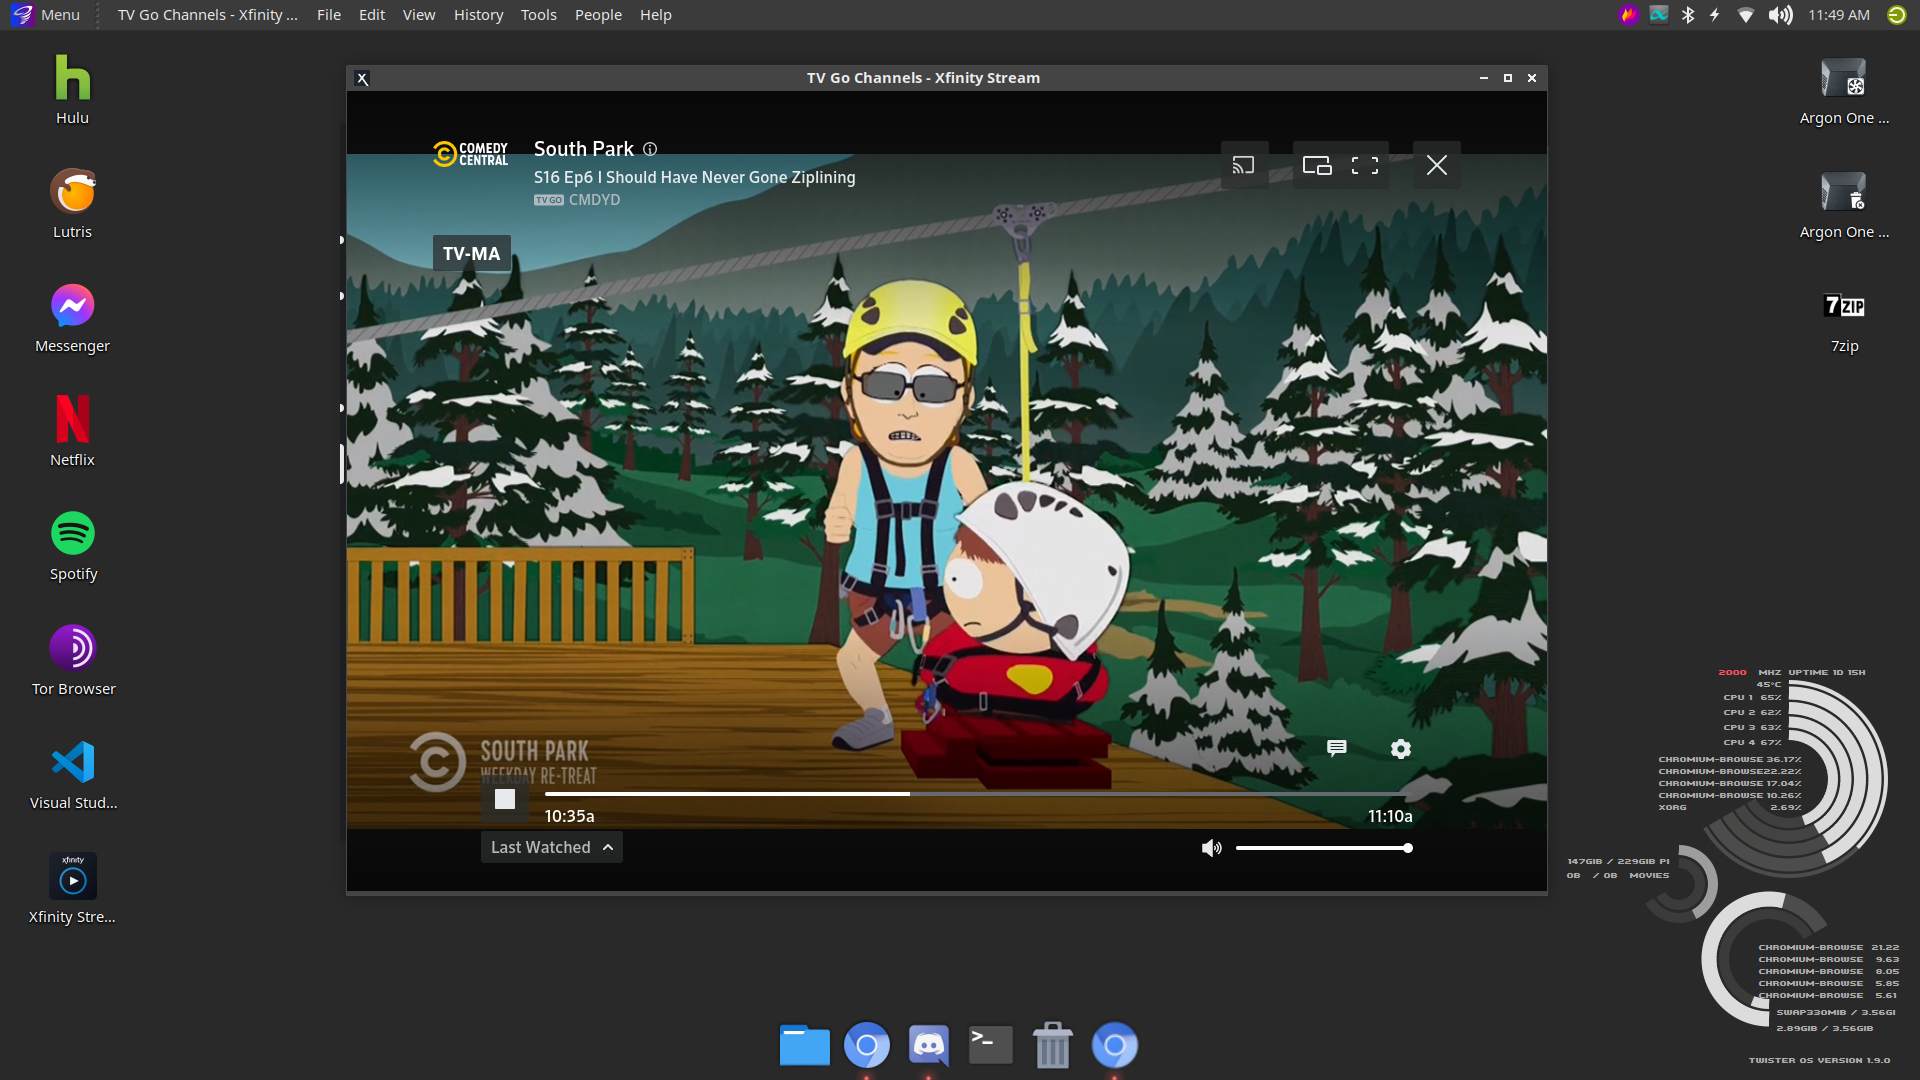 Menu
TV Go Channels - Xfinity ...
File Edit View History Tools People Help
11:49 AM
Hulu
Lutris
Messenger
Netflix
Spotify
Tor Browser
Visual Stud...
xfinity
Xfinity Stre...
X TV Go Channels - Xfinity Stream
COMEDY
CENTRAL
South Park
S16 Ep6 I Should Have Never Gone Ziplining
TV GO CMDYD
TV-MA
SOUTH PARK
WEEKDAY RE-TREAT
10:35a
11:10a
Last Watched
Argon One ...
Argon One ...
7 ZIP
7zip
2000 MHZ UPTIME 1D 15H
45°C
CPU 1 65%
CPU 2 62%
CPU 3 63%
CPU 4 67%
CHROMIUM-BROWSE 36.17%
CHROMIUM-BROWSE 22.22%
CHROMIUM-BROWSE 17.04%
CHROMIUM-BROWSE 10.26%
XORG 2.69%
147GIB / 229GIB PI
0B / 0B MOVIES
CHROMIUM-BROWSE 21.22
CHROMIUM-BROWSE 9.63
CHROMIUM-BROWSE 8.05
CHROMIUM-BROWSE 5.85
CHROMIUM-BROWSE 5.61
SWAP330MIB / 3.56GI
2.89GIB / 3.56GIB
TWISTER OS VERSION 1.9.0